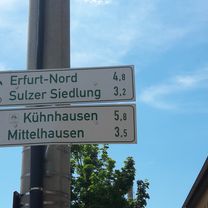 Erfurt-Nord 4,8
Sulzer Siedlung 3,2
Kühnhausen 5,8
Mittelhausen 3,5